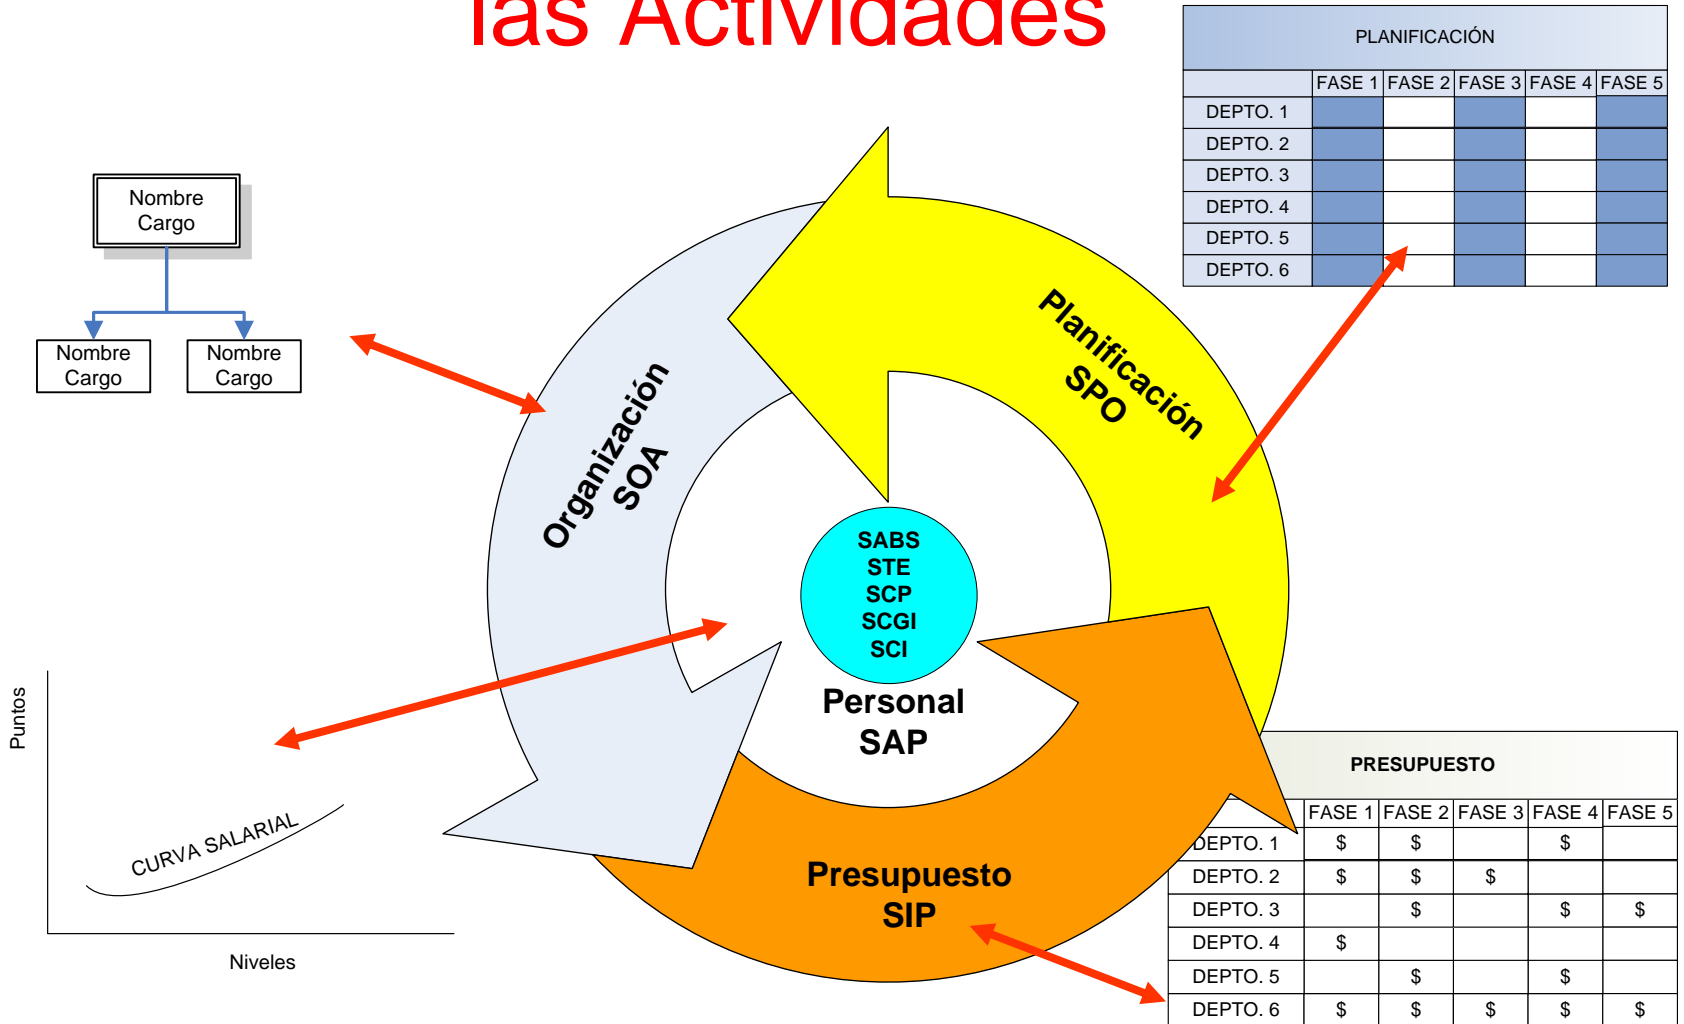 las Actividades
PLANIFICACIÓN
FASE 1 FASE 2 FASE 3 FASE 4 FASE 5
DEPTO. 1
DEPTO. 2
DEPTO. 3
DEPTO. 4
DEPTO. 5
DEPTO. 6
Nombre
Cargo
Nombre
Cargo
Nombre
Cargo
Planificación
SPO
Organización
SOA
SABS
STE
SCP
SCGI
SCI
Personal
SAP
Presupuesto
SIP
Puntos
CURVA SALARIAL
Niveles
PRESUPUESTO
FASE 1 FASE 2 FASE 3 FASE 4 FASE 5
DEPTO. 1 $ $ $
DEPTO. 2 $ $ $
DEPTO. 3 $ $ $
DEPTO. 4 $
DEPTO. 5 $ $
DEPTO. 6 $ $ $ $ $